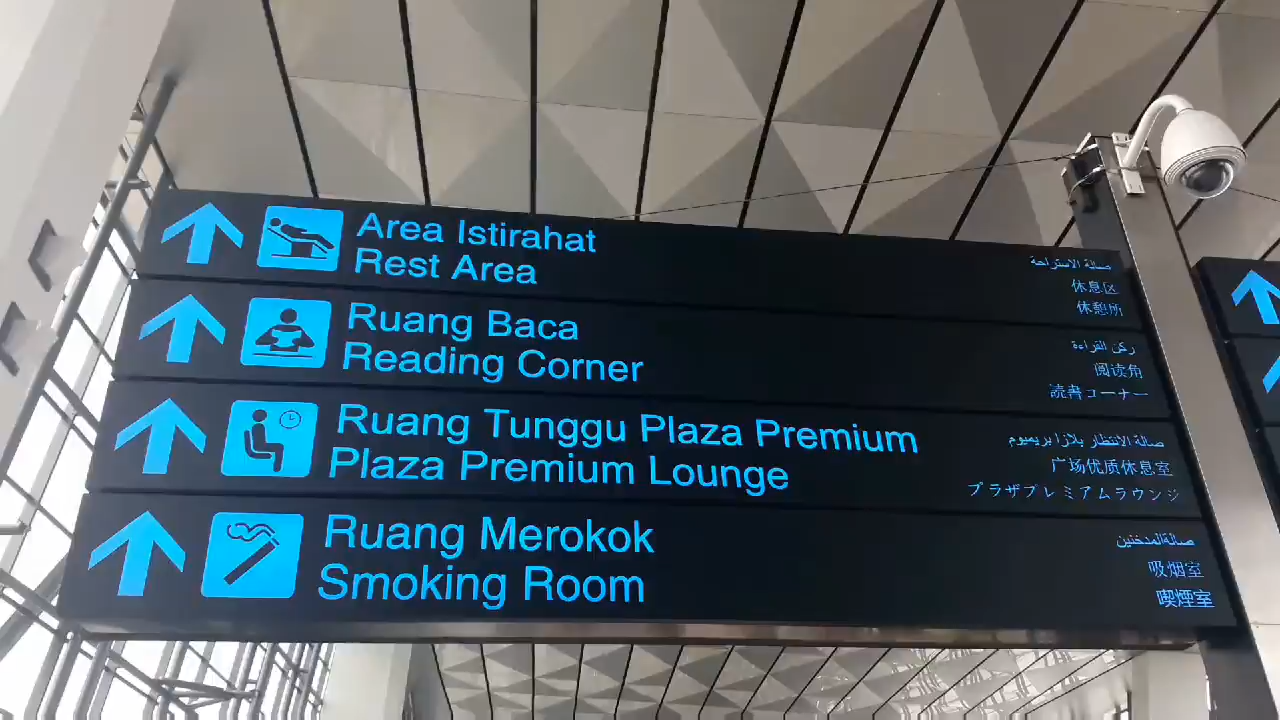 Area Istirahat
Rest Area
صالة الاستراحة
休息区
休憩所
Ruang Baca
Reading Corner
ركن القراءة
阅读角
読書コーナー
Ruang Tunggu Plaza Premium
Plaza Premium Lounge
صالة الانتظار بلازا بريميوم
广场优质休息室
プラザプレミアムラウンジ
Ruang Merokok
Smoking Room
صالةالمدخنين
吸烟室
喫煙室